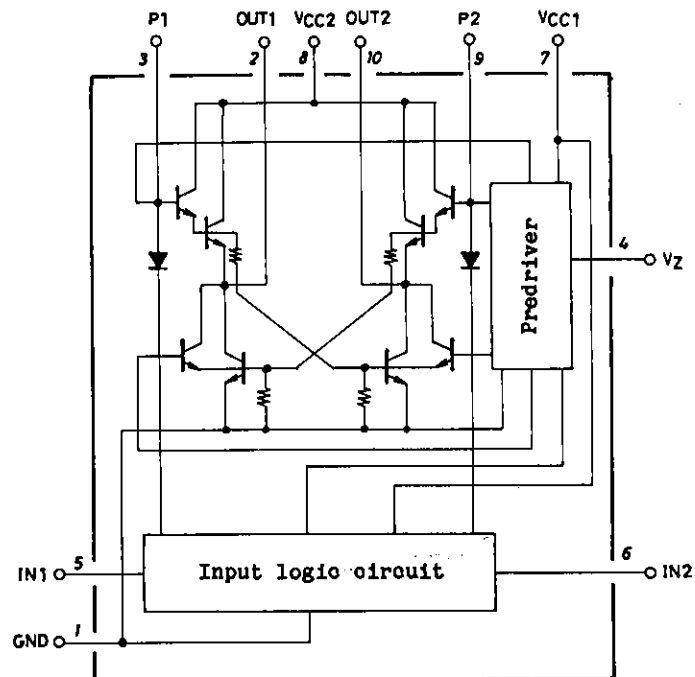 P1 OUT1 VCC2 OUT2 P2 VCC1
3 2 8 10 9 7
4
VZ
Predriver
5 6
IN1 Input logic circuit IN2
1
GND